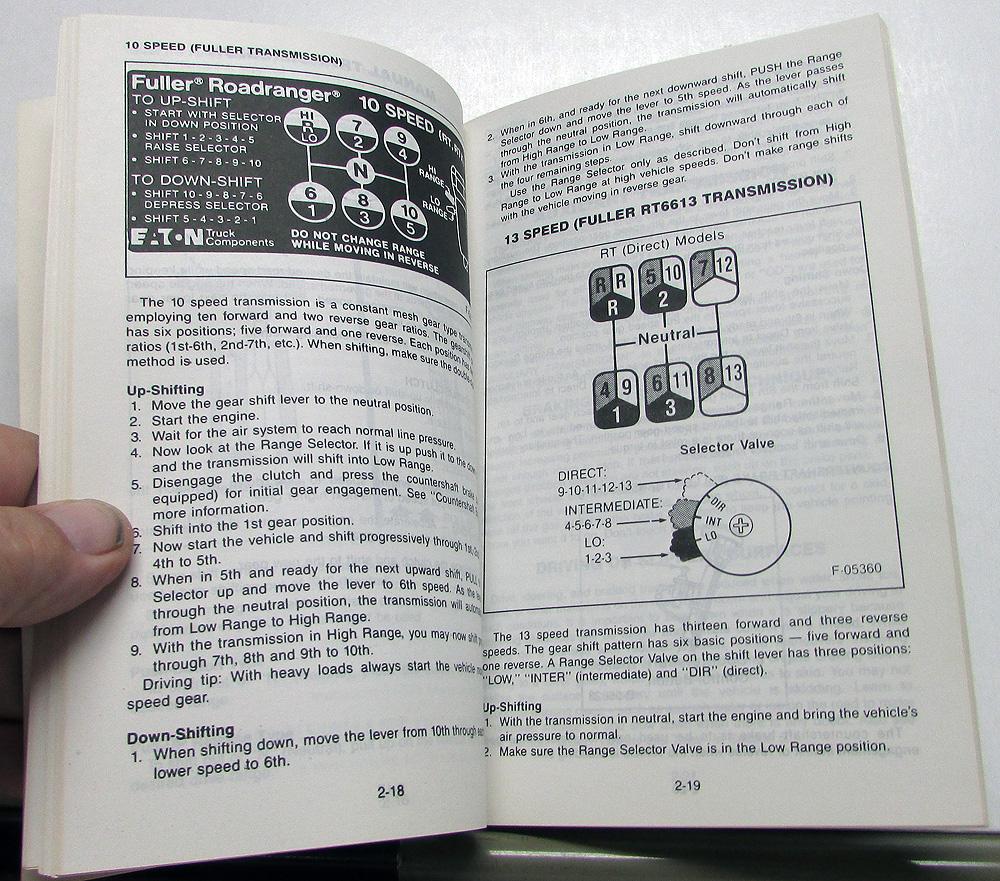 10 SPEED (FULLER TRANSMISSION)
Fuller® Roadranger® 10 SPEED (RT, RTX
TO UP-SHIFT
• START WITH SELECTOR
IN DOWN POSITION
• SHIFT 1-2-3-4-5
RAISE SELECTOR
• SHIFT 6-7-8-9-10
TO DOWN-SHIFT
• SHIFT 10-9-8-7-6
DEPRESS SELECTOR
• SHIFT 5-4-3-2-1
EATON Truck
Components
HI
R
LO
7
2
9
4
N
6
1
8
3
10
5
HI
RANGE
LO
RANGE
DO NOT CHANGE RANGE
WHILE MOVING IN REVERSE
The 10 speed transmission is a constant mesh gear type
employing ten forward and two reverse gear ratios. The
has six positions; five forward and one reverse. Each position
ratios (1st-6th, 2nd-7th, etc.). When shifting, make sure the
method is used.
Up-Shifting
1. Move the gear shift lever to the neutral position.
2. Start the engine.
3. Wait for the air system to reach normal line pressure.
4. Now look at the Range Selector. If it is up push it to the
and the transmission will shift into Low Range.
5. Disengage the clutch and press the countershaft brake
equipped) for initial gear engagement. See "Countershaft
more information.
6. Shift into the 1st gear position.
7. Now start the vehicle and shift progressively through 1st,
4th to 5th.
8. When in 5th and ready for the next upward shift,
Selector up and move the lever to 6th speed. As the
through the neutral position, the transmission will
from Low Range to High Range.
9. With the transmission in High Range, you may now
through 7th, 8th and 9th to 10th.
Driving tip: With heavy loads always start the vehicle
speed gear.
Down-Shifting
1. When shifting down, move the lever from 10th through
lower speed to 6th.
2-18
2. When in 6th, and ready for the next downward shift, PUSH the Range
Selector down and move the lever to 5th speed. As the lever passes
through the neutral position, the transmission will automatically shift
from High Range to Low Range.
3. With the transmission in Low Range, shift downward through each of
the four remaining steps.
Use the Range Selector only as described. Don't shift from High
Range to Low Range at high vehicle speeds. Don't make range shifts
with the vehicle moving in reverse gear.
13 SPEED (FULLER RT6613 TRANSMISSION)
RT (Direct) Models
R R
R
5 10
2
7 12
Neutral
4 9
1
6 11
3
8 13
Selector Valve
DIRECT:
9-10-11-12-13
INTERMEDIATE:
4-5-6-7-8
LO:
1-2-3
DIR
INT
LO
F-05360
The 13 speed transmission has thirteen forward and three reverse
speeds. The gear shift pattern has six basic positions — five forward and
one reverse. A Range Selector Valve on the shift lever has three positions:
"LOW," "INTER" (intermediate) and "DIR" (direct).
Up-Shifting
1. With the transmission in neutral, start the engine and bring the vehicle's
air pressure to normal.
2. Make sure the Range Selector Valve is in the Low Range position.
2-19